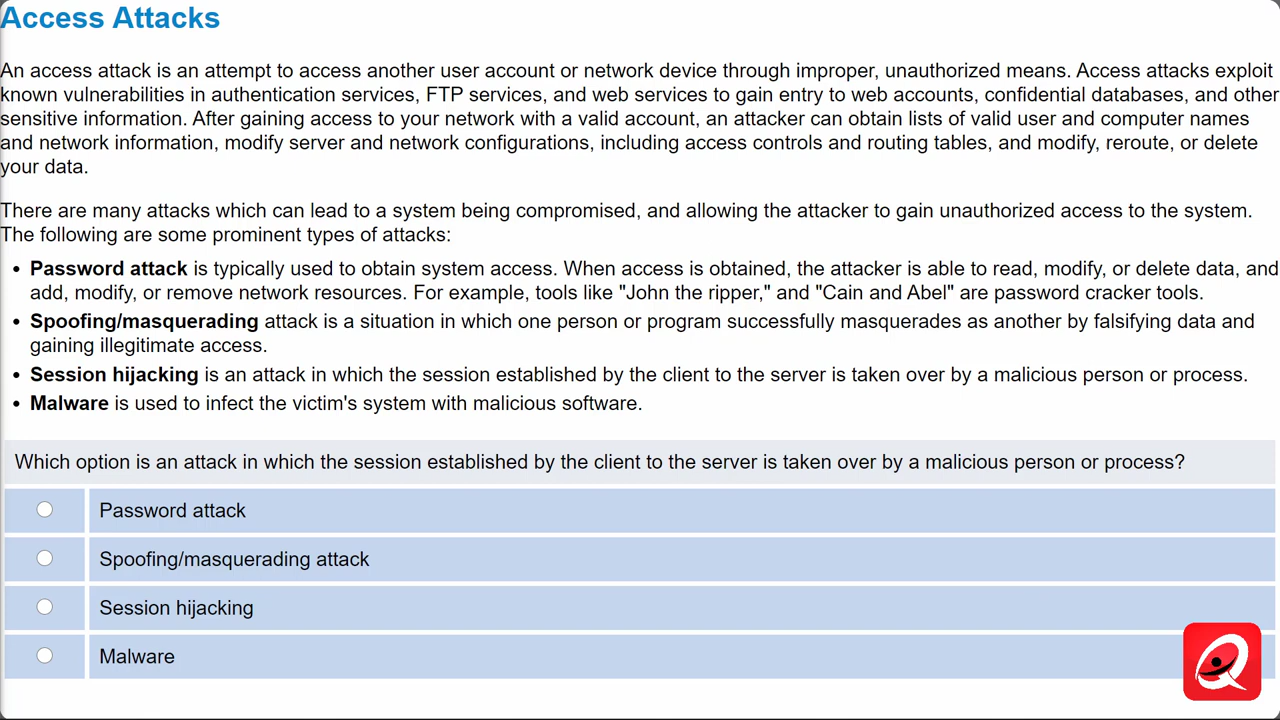 Access Attacks
An access attack is an attempt to access another user account or network device through improper, unauthorized means. Access attacks exploit
known vulnerabilities in authentication services, FTP services, and web services to gain entry to web accounts, confidential databases, and other
sensitive information. After gaining access to your network with a valid account, an attacker can obtain lists of valid user and computer names
and network information, modify server and network configurations, including access controls and routing tables, and modify, reroute, or delete
your data.
There are many attacks which can lead to a system being compromised, and allowing the attacker to gain unauthorized access to the system.
The following are some prominent types of attacks:
• Password attack is typically used to obtain system access. When access is obtained, the attacker is able to read, modify, or delete data, and
add, modify, or remove network resources. For example, tools like "John the ripper," and "Cain and Abel" are password cracker tools.
• Spoofing/masquerading attack is a situation in which one person or program successfully masquerades as another by falsifying data and
gaining illegitimate access.
• Session hijacking is an attack in which the session established by the client to the server is taken over by a malicious person or process.
• Malware is used to infect the victim's system with malicious software.
Which option is an attack in which the session established by the client to the server is taken over by a malicious person or process?
Password attack
Spoofing/masquerading attack
Session hijacking
Malware